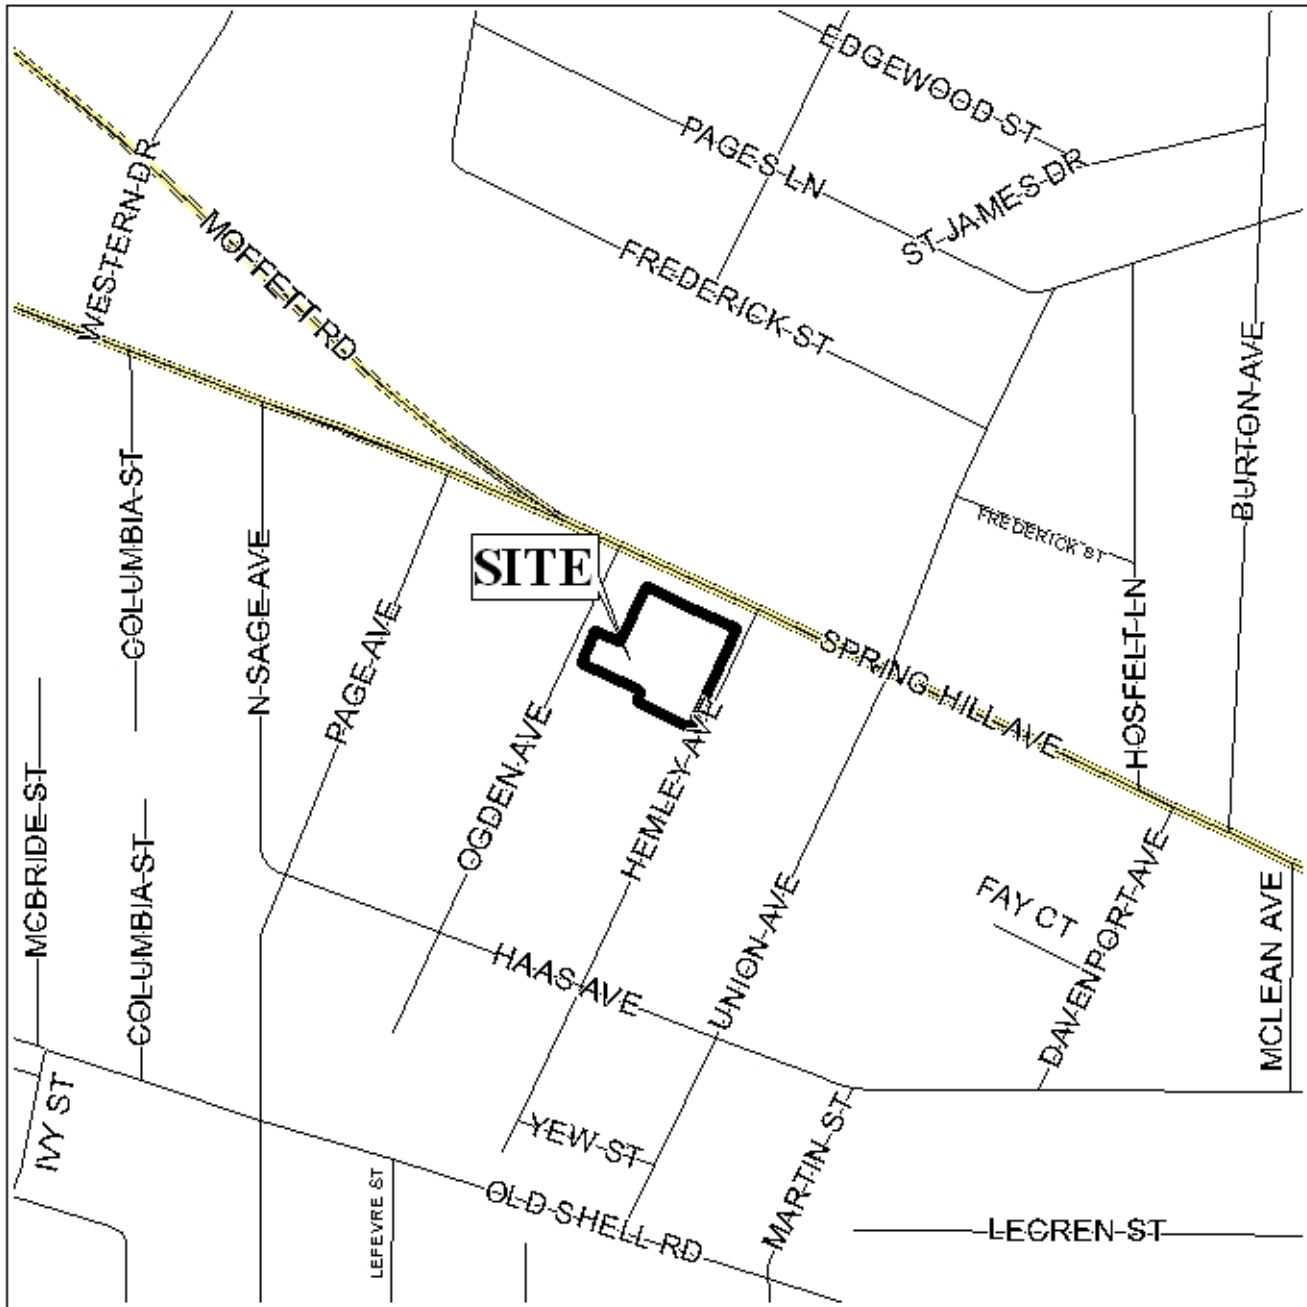 EDGEWOOD ST
PAGES LN
ST JAMES DR
WESTERN DR
MOFFETT RD
FREDERICK ST
BURTON AVE
COLUMBIA ST
FREDERICK ST
N SAGE AVE
SITE
PAGE AVE
HOSFELT LN
SPRING HILL AVE
OGDEN AVE
HEMLEY AVE
MCBRIDE ST
COLUMBIA ST
UNION AVE
FAY CT
DAVENPORT AVE
MCLEAN AVE
HAAS AVE
IVY ST
YEW ST
MARTIN ST
LEFEVRE ST
OLD SHELL RD
LECREN ST